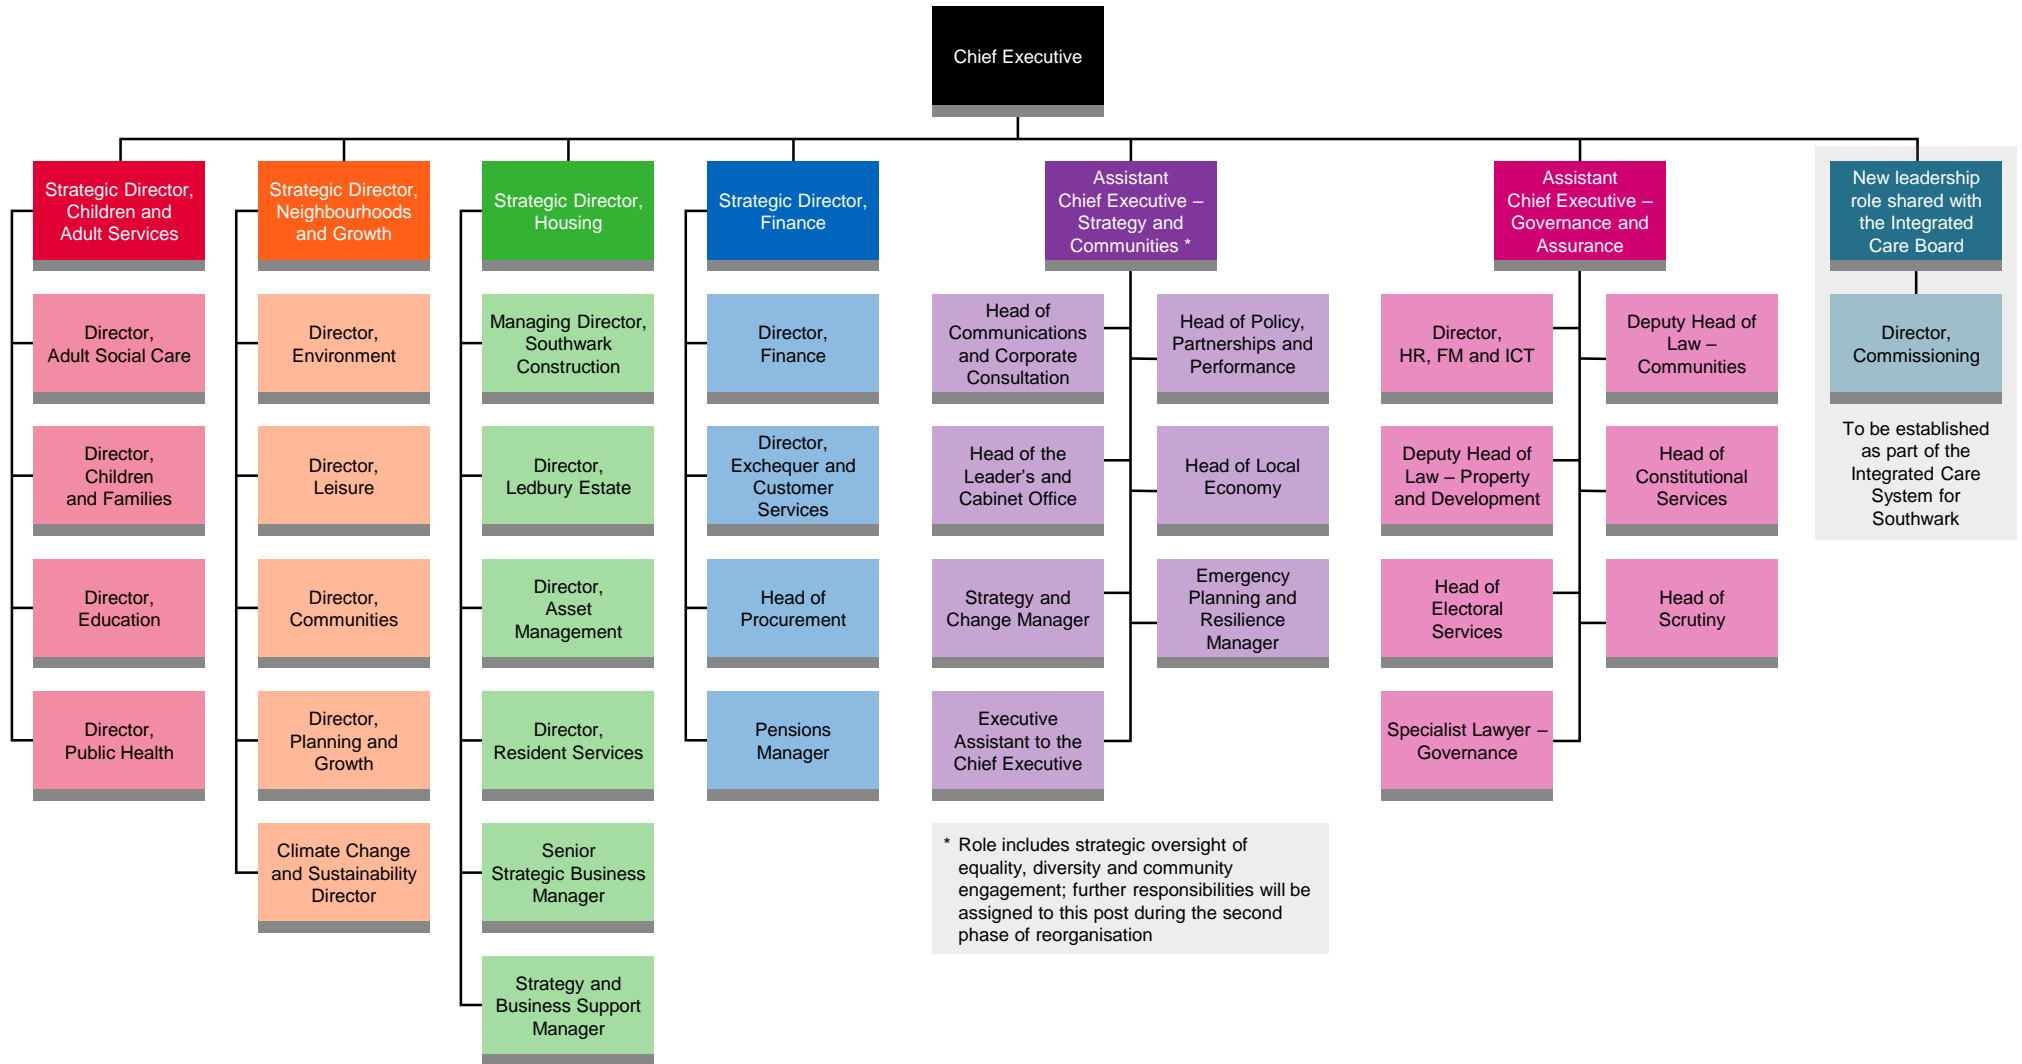 Chief Executive
Strategic Director,
Children and
Adult Services
Director,
Adult Social Care
Director,
Children
and Families
Director,
Education
Director,
Public Health
Strategic Director,
Neighbourhoods
and Growth
Director,
Environment
Director,
Leisure
Director,
Communities
Director,
Planning and
Growth
Climate Change
and Sustainability
Director
Strategic Director,
Housing
Managing Director,
Southwark
Construction
Director,
Ledbury Estate
Director,
Asset
Management
Director,
Resident Services
Senior
Strategic Business
Manager
Strategy and
Business Support
Manager
Strategic Director,
Finance
Director,
Finance
Director,
Exchequer and
Customer
Services
Head of
Procurement
Pensions
Manager
Assistant
Chief Executive –
Strategy and
Communities *
Head of
Communications
and Corporate
Consultation
Head of Policy,
Partnerships and
Performance
Head of the
Leader’s and
Cabinet Office
Head of Local
Economy
Strategy and
Change Manager
Emergency
Planning and
Resilience
Manager
Executive
Assistant to the
Chief Executive
* Role includes strategic oversight of
equality, diversity and community
engagement; further responsibilities will be
assigned to this post during the second
phase of reorganisation
Assistant
Chief Executive –
Governance and
Assurance
Director,
HR, FM and ICT
Deputy Head of
Law –
Communities
Deputy Head of
Law – Property
and Development
Head of
Constitutional
Services
Head of
Electoral
Services
Head of
Scrutiny
Specialist Lawyer –
Governance
New leadership
role shared with
the Integrated
Care Board
Director,
Commissioning
To be established
as part of the
Integrated Care
System for
Southwark